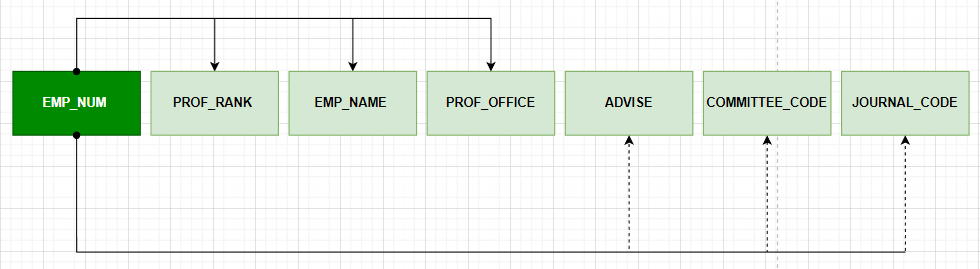 EMP_NUM
PROF_RANK
EMP_NAME
PROF_OFFICE
ADVISE
COMMITTEE_CODE
JOURNAL_CODE